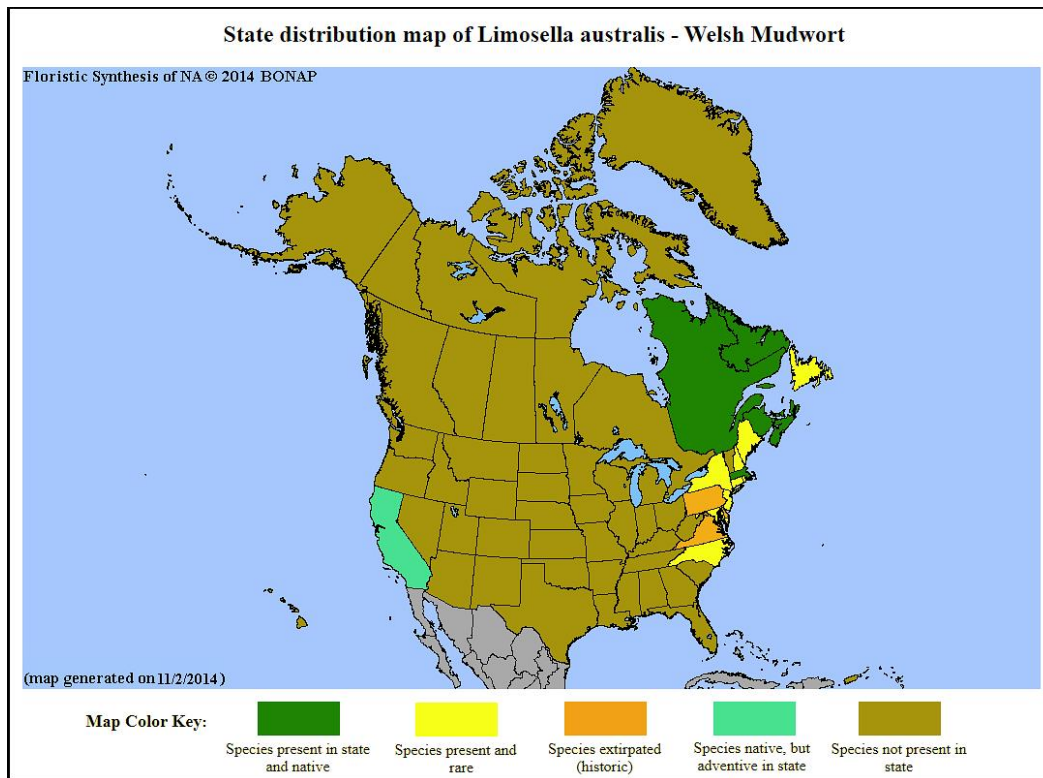 State distribution map of Limosella australis - Welsh Mudwort
Floristic Synthesis of NA © 2014 BONAP
(map generated on 11/2/2014)
Map Color Key:
Species present in state
and native
Species present and
rare
Species extirpated
(historic)
Species native, but
adventive in state
Species not present in
state